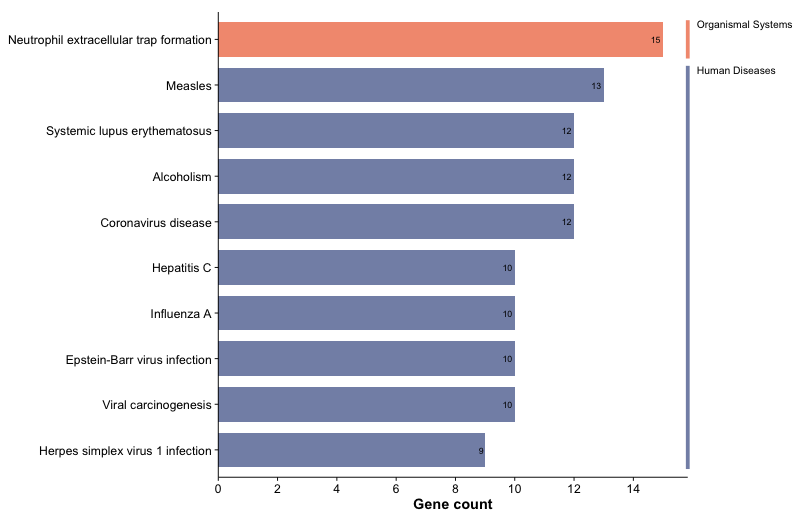 Neutrophil extracellular trap formation 15 Organismal Systems
Measles 13 Human Diseases
Systemic lupus erythematosus 12
Alcoholism 12
Coronavirus disease 12
Hepatitis C 10
Influenza A 10
Epstein-Barr virus infection 10
Viral carcinogenesis 10
Herpes simplex virus 1 infection 9
0 2 4 6 8 10 12 14
Gene count